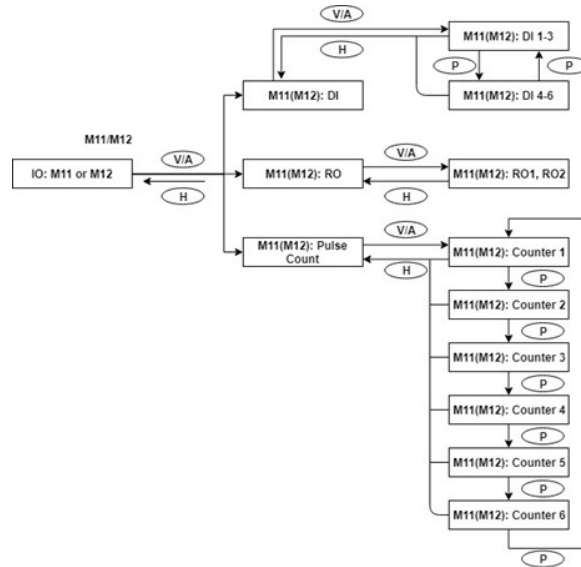 V/A
M11(M12): DI 1-3
H
P
P
M11(M12): DI
M11(M12): DI 4-6
M11/M12
V/A
V/A
IO: M11 or M12
M11(M12): RO
M11(M12): RO1, RO2
H
H
V/A
M11(M12): Pulse
Count
M11(M12): Counter 1
H
P
M11(M12): Counter 2
P
M11(M12): Counter 3
P
M11(M12): Counter 4
P
M11(M12): Counter 5
P
M11(M12): Counter 6
P